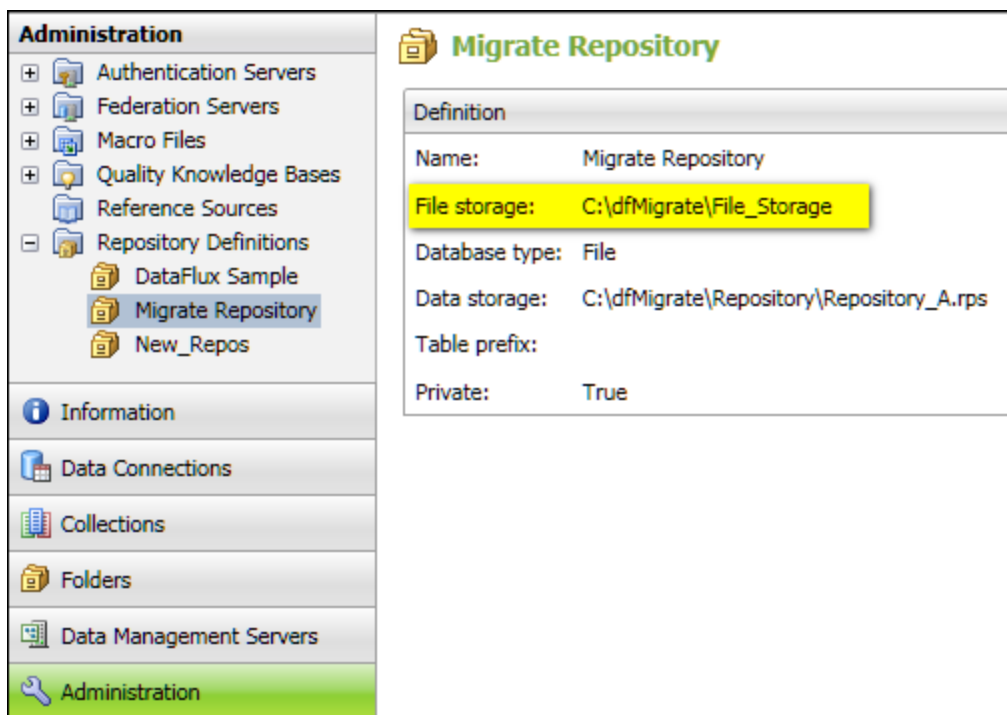 Administration
Authentication Servers
Federation Servers
Macro Files
Quality Knowledge Bases
Reference Sources
Repository Definitions
DataFlux Sample
Migrate Repository
New_Repos
Information
Data Connections
Collections
Folders
Data Management Servers
Administration
Migrate Repository
Definition
Name: Migrate Repository
File storage: C:\dfMigrate\File_Storage
Database type: File
Data storage: C:\dfMigrate\Repository\Repository_A.rps
Table prefix:
Private: True